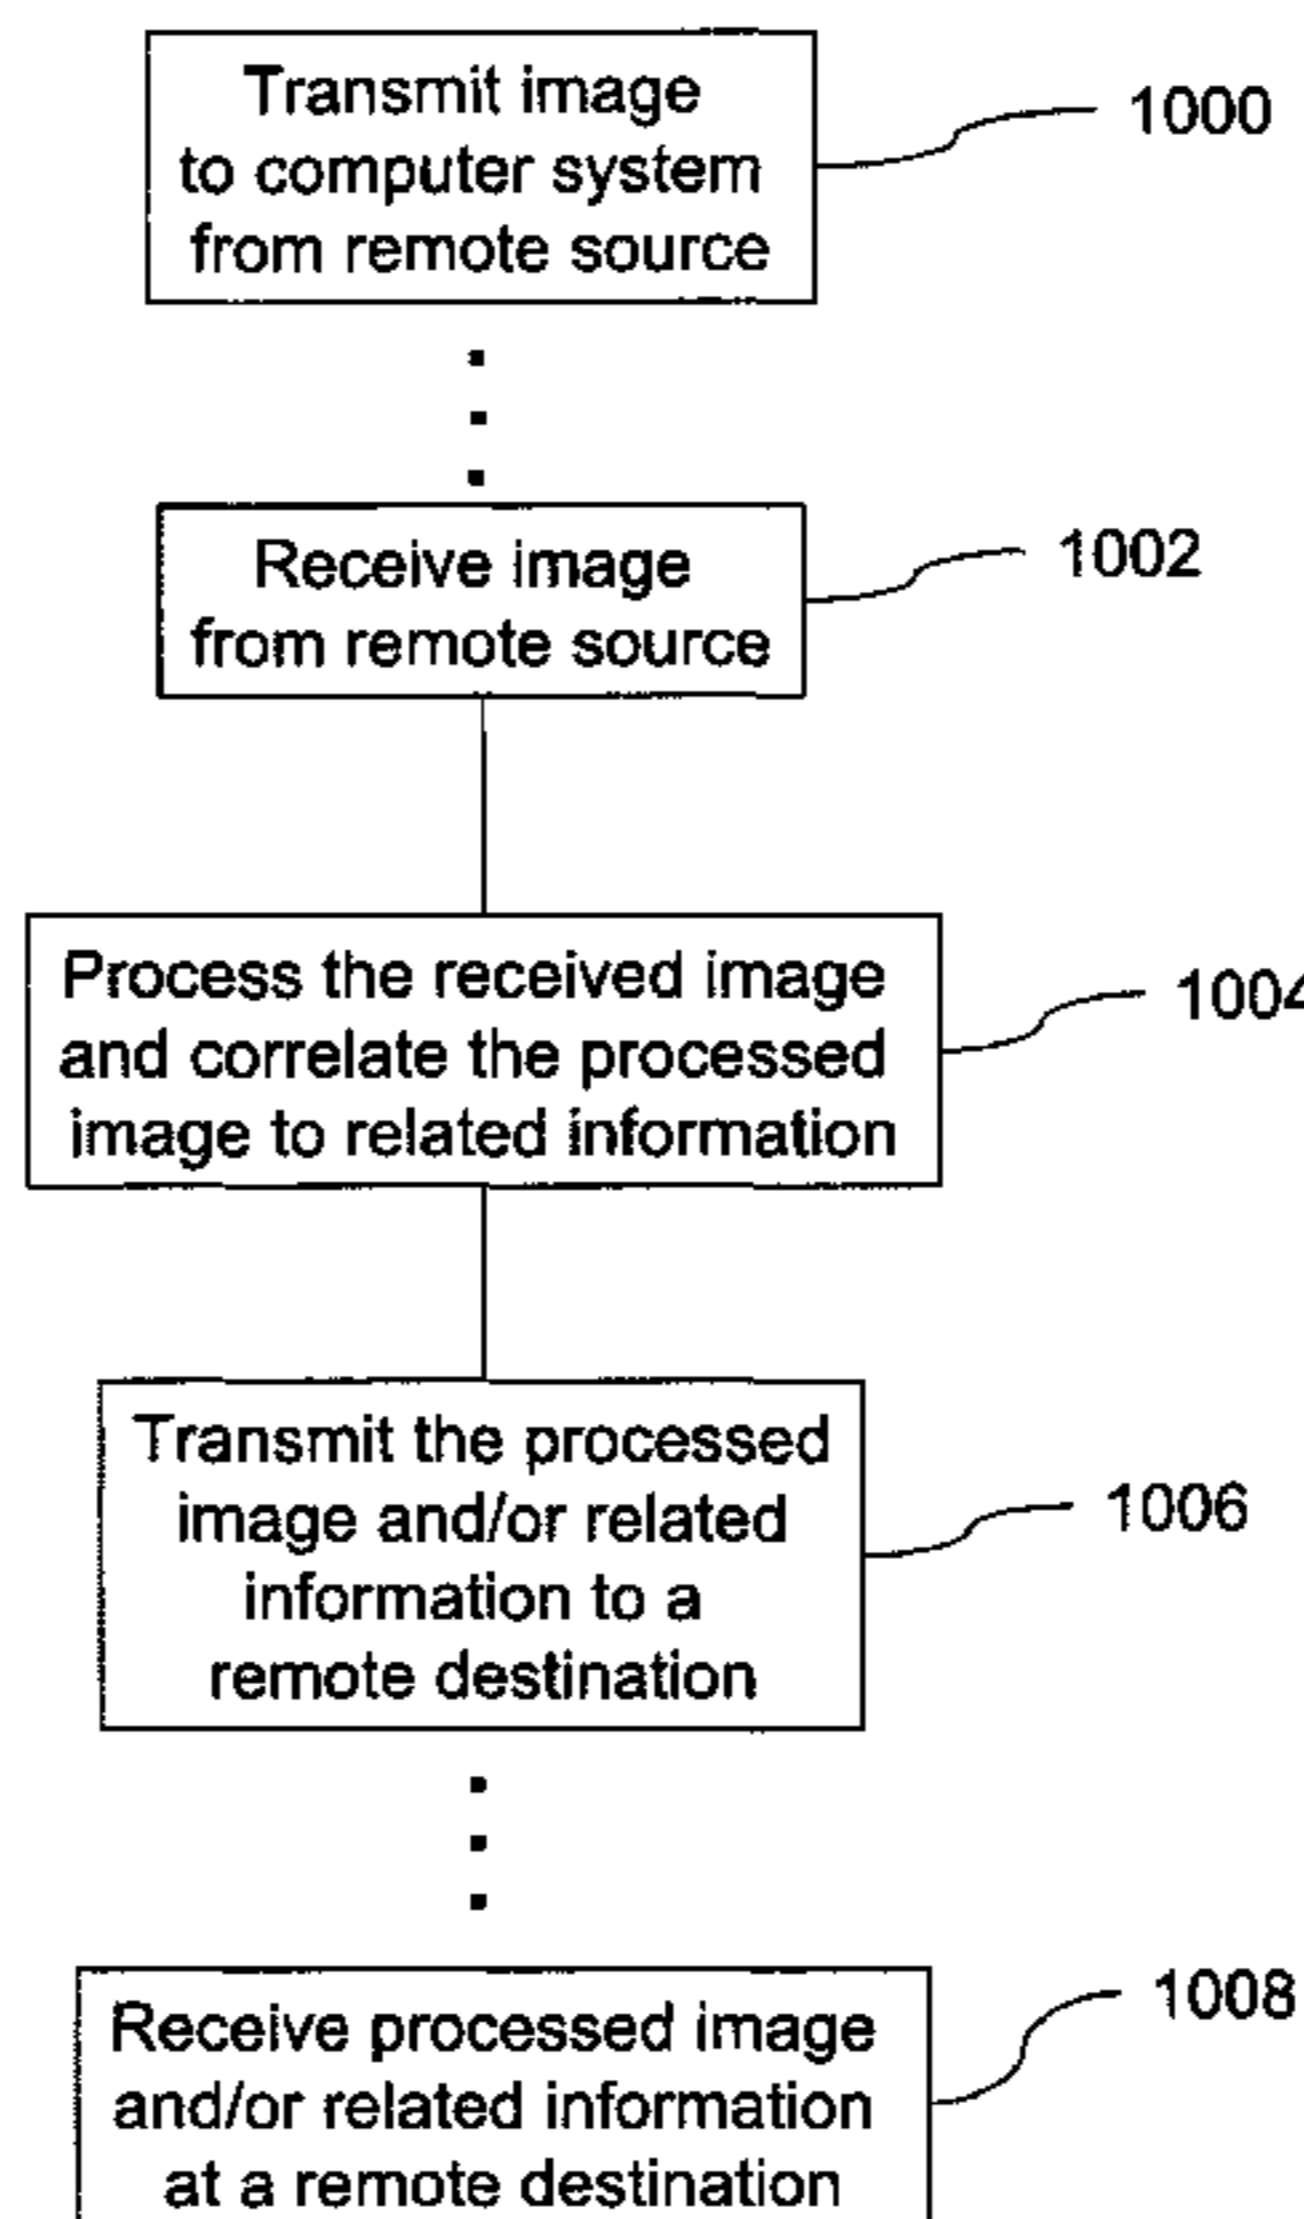 Transmit image
to computer system
from remote source
1000
Receive image
from remote source
1002
Process the received image
and correlate the processed
image to related information
1004
Transmit the processed
image and/or related
information to a
remote destination
1006
Receive processed image
and/or related information
at a remote destination
1008